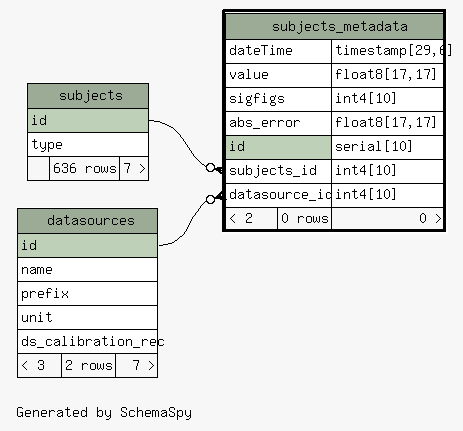 subjects_metadata
dateTime timestamp[29,6]
value float8[17,17]
sigfigs int4[10]
abs_error float8[17,17]
id serial[10]
subjects_id int4[10]
datasource_id int4[10]
< 2 0 rows 0 >
subjects
id
type
636 rows 7 >
datasources
id
name
prefix
unit
ds_calibration_rec
< 3 2 rows 7 >
Generated by SchemaSpy